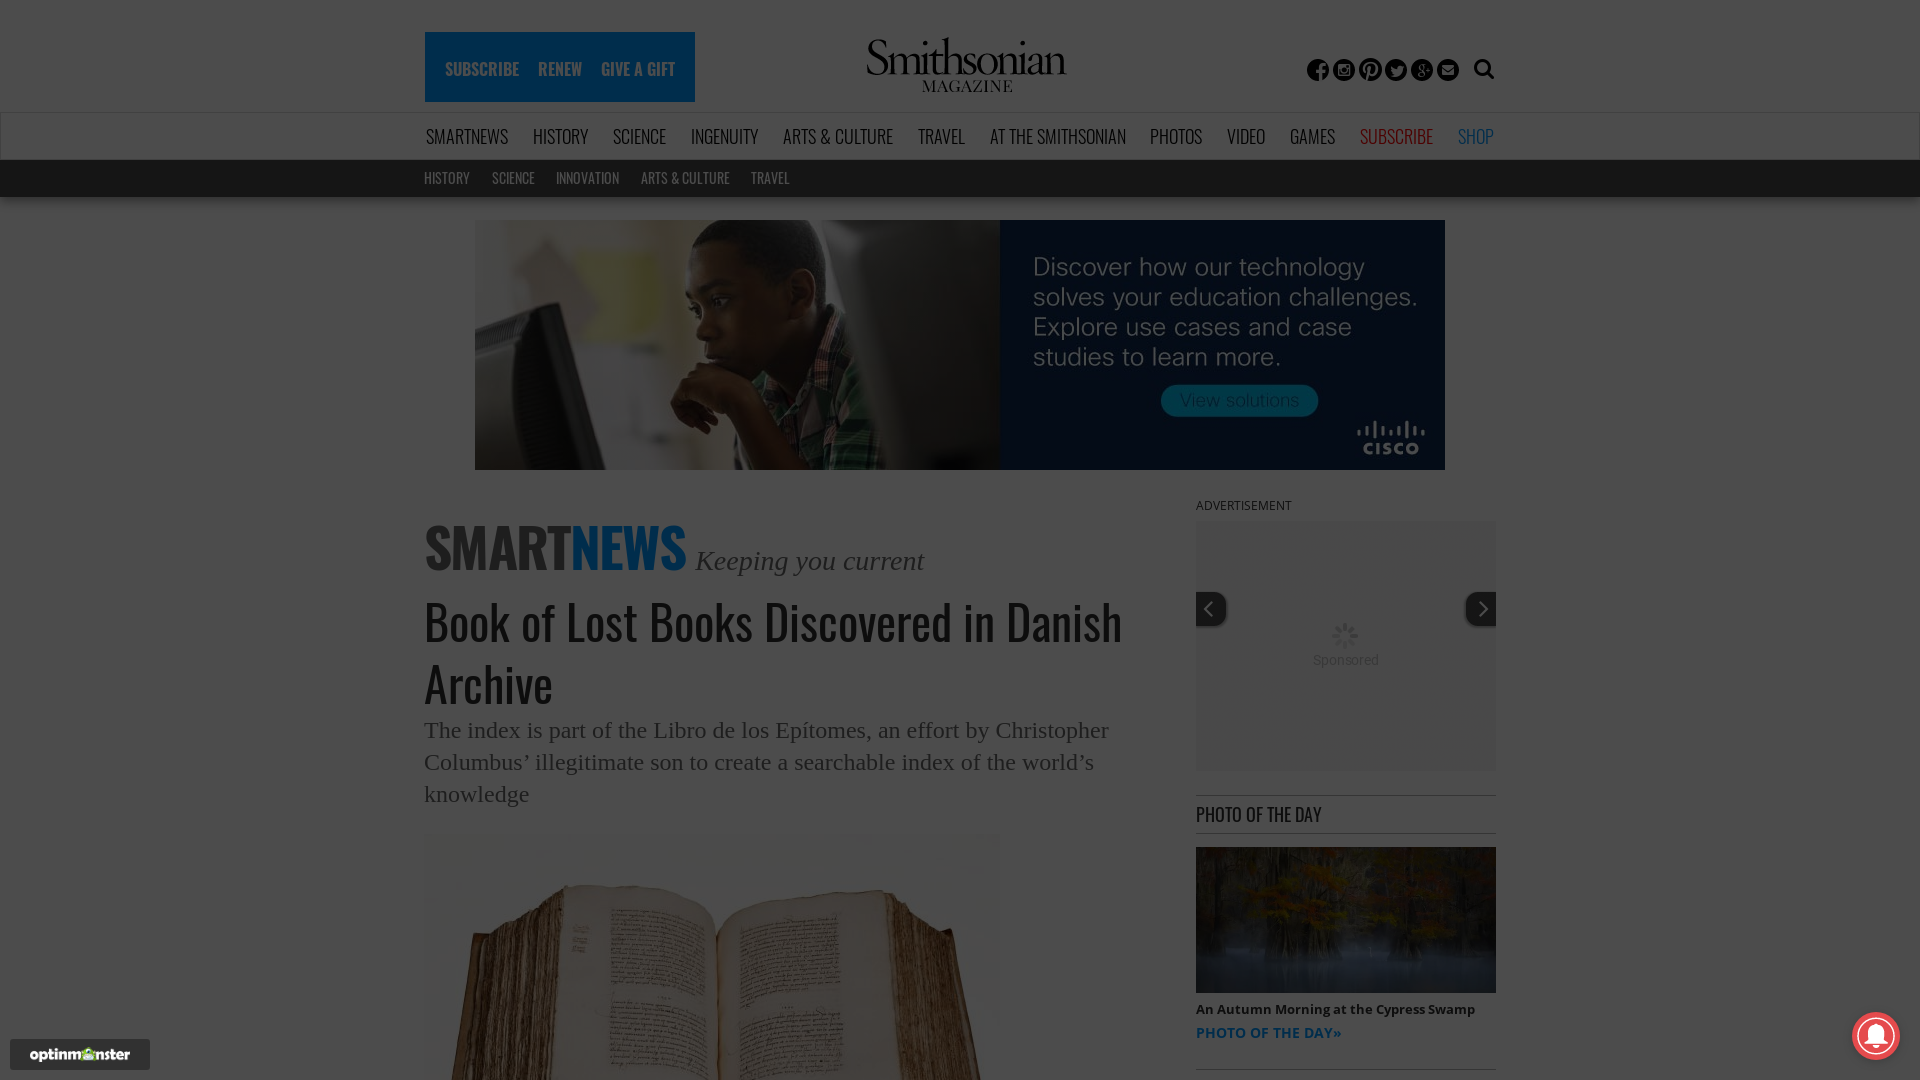 SUBSCRIBE RENEW GIVE A GIFT
Smithsonian
MAGAZINE
SMARTNEWS HISTORY SCIENCE INGENUITY ARTS & CULTURE TRAVEL AT THE SMITHSONIAN PHOTOS VIDEO GAMES SUBSCRIBE SHOP
HISTORY SCIENCE INNOVATION ARTS & CULTURE TRAVEL
Discover how our technology
solves your education challenges.
Explore use cases and case
studies to learn more.
View solutions
CISCO
SMARTNEWS Keeping you current
Book of Lost Books Discovered in Danish
Archive
The index is part of the Libro de los Epítomes, an effort by Christopher
Columbus’ illegitimate son to create a searchable index of the world’s
knowledge
ADVERTISEMENT
Sponsored
PHOTO OF THE DAY
An Autumn Morning at the Cypress Swamp
PHOTO OF THE DAY»
optinmonster